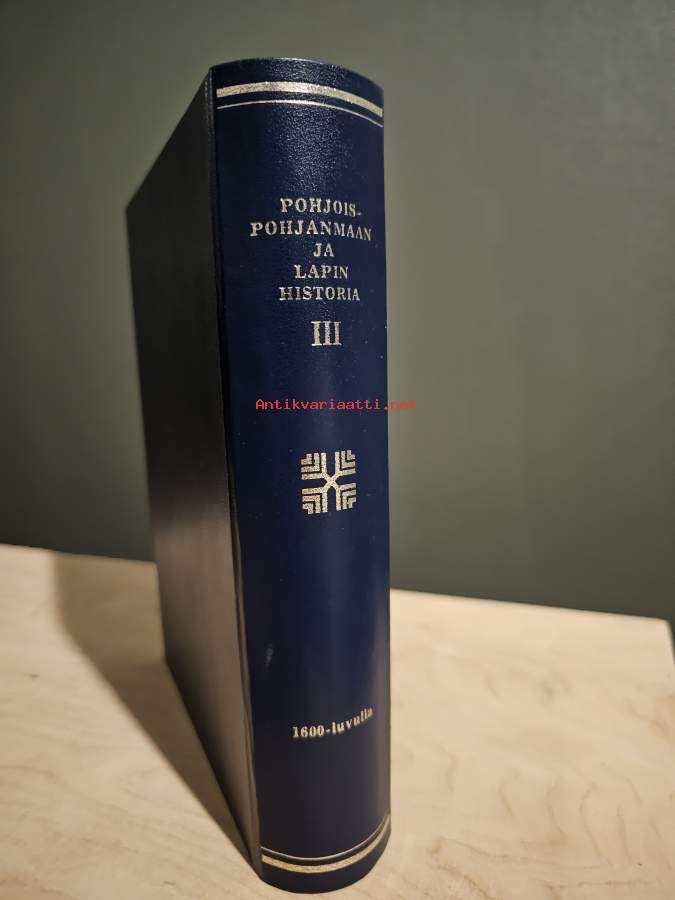 POHJOIS-
POHJANMAAN
JA
LAPIN
HISTORIA
III
Antikvariaatti.net
1600-luvulla